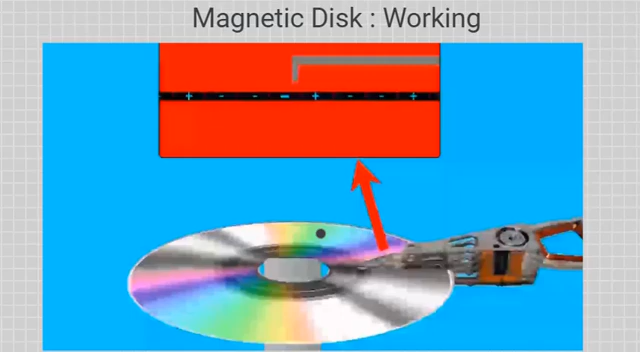 Magnetic Disk : Working
+ - - - + - - +